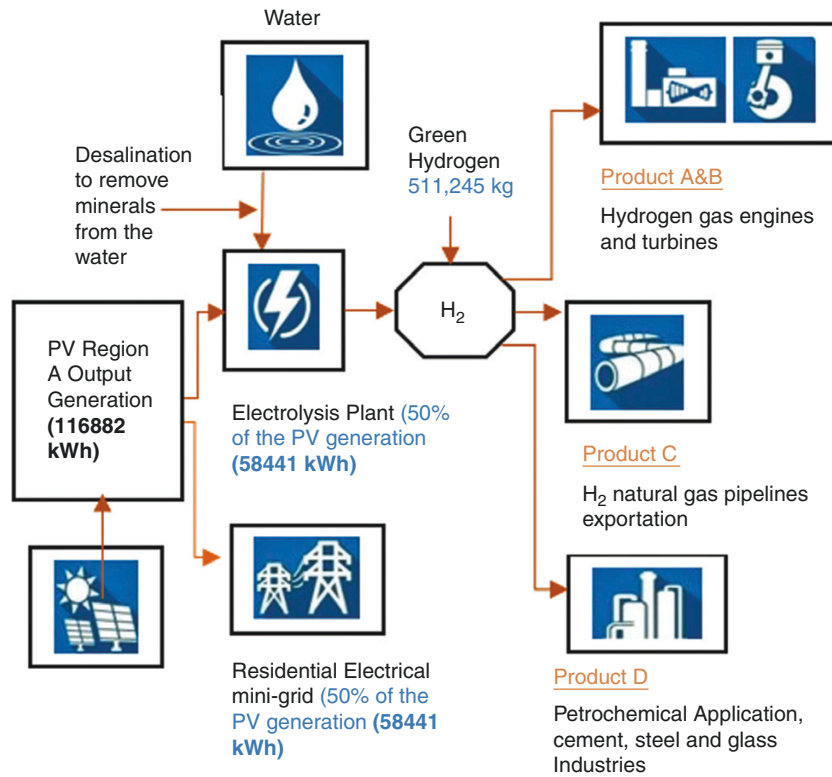 Water
Desalination
to remove
minerals
from the
water
Green
Hydrogen
511,245 kg
Product A&B
Hydrogen gas engines
and turbines
H₂
PV Region
A Output
Generation
(116882
kWh)
Electrolysis Plant (50%
of the PV generation
(58441 kWh)
Product C
H₂ natural gas pipelines
exportation
Residential Electrical
mini-grid (50% of the
PV generation (58441
kWh)
Product D
Petrochemical Application,
cement, steel and glass
Industries